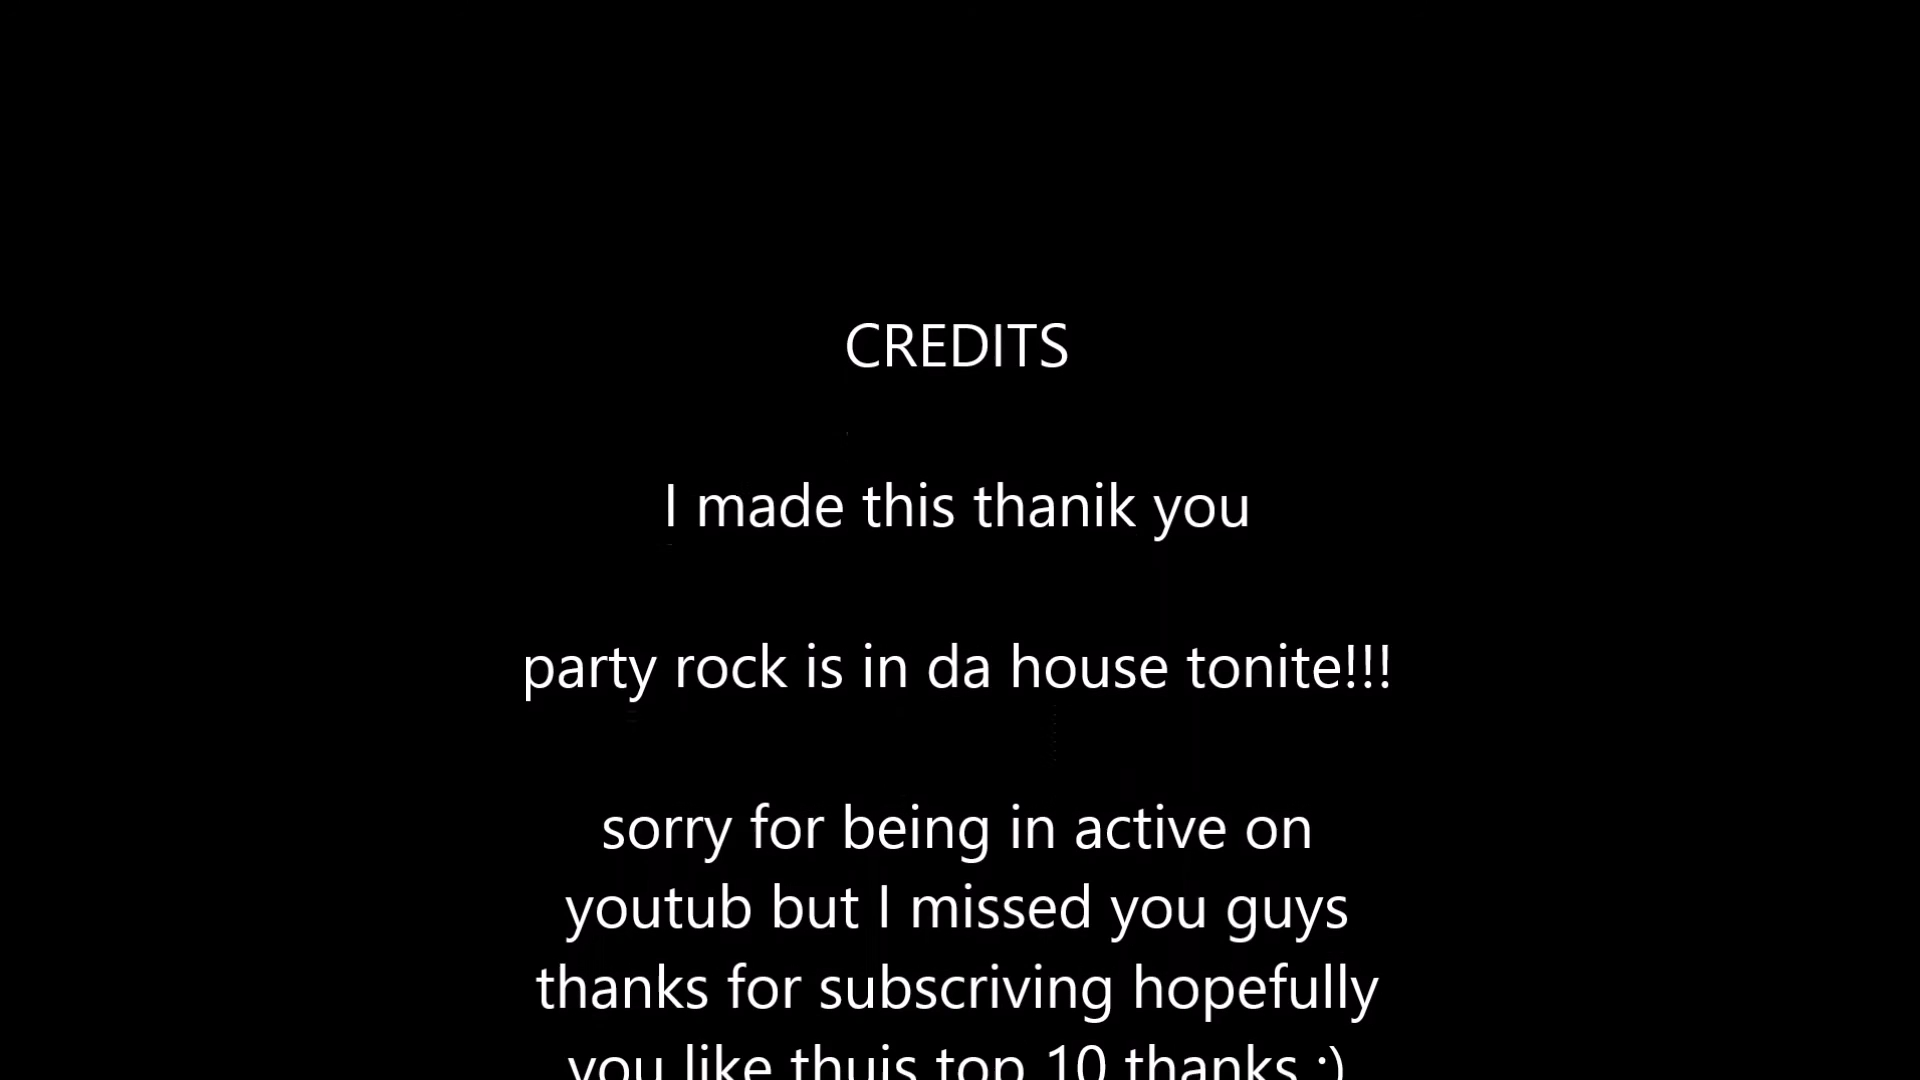 CREDITS
I made this thanik you
party rock is in da house tonite!!!
sorry for being in active on
youtub but I missed you guys
thanks for subscriving hopefully
you like thuis top 10 thanks :)